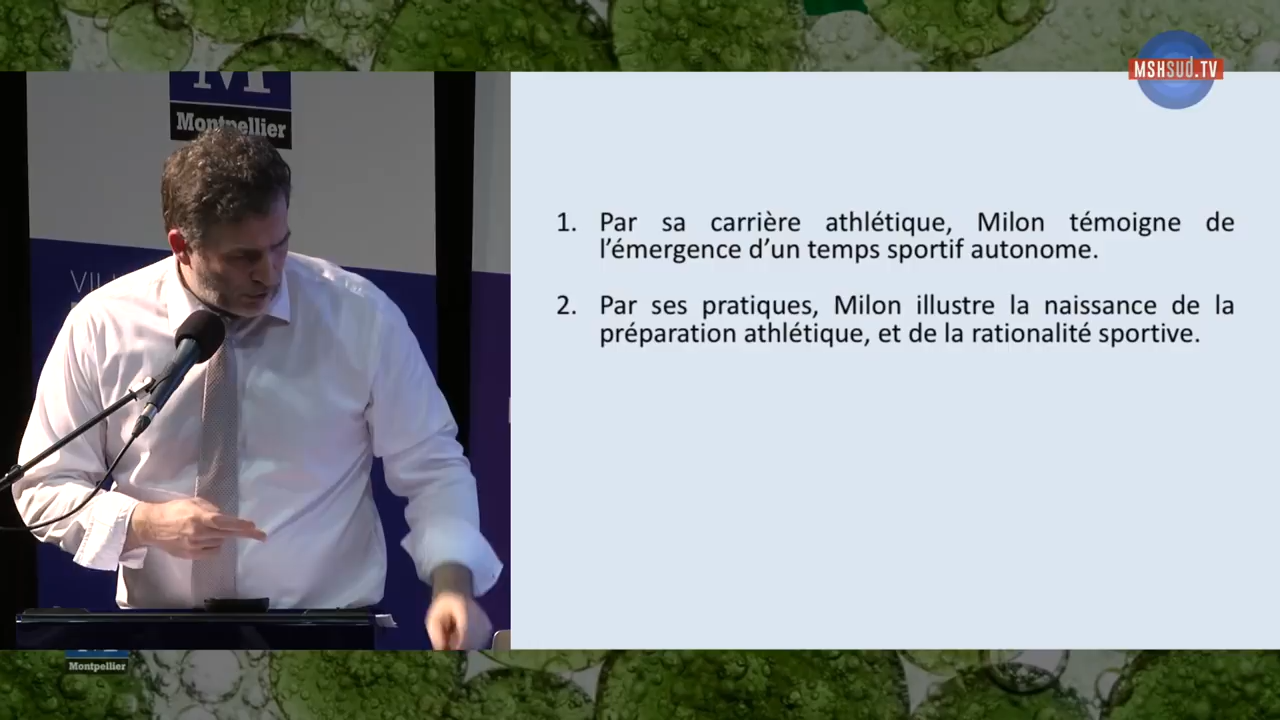 MSHSUD.TV
M
Montpellier
VIL
1. Par sa carrière athlétique, Milon témoigne de
l'émergence d'un temps sportif autonome.
2. Par ses pratiques, Milon illustre la naissance de la
préparation athlétique, et de la rationalité sportive.
Montpellier